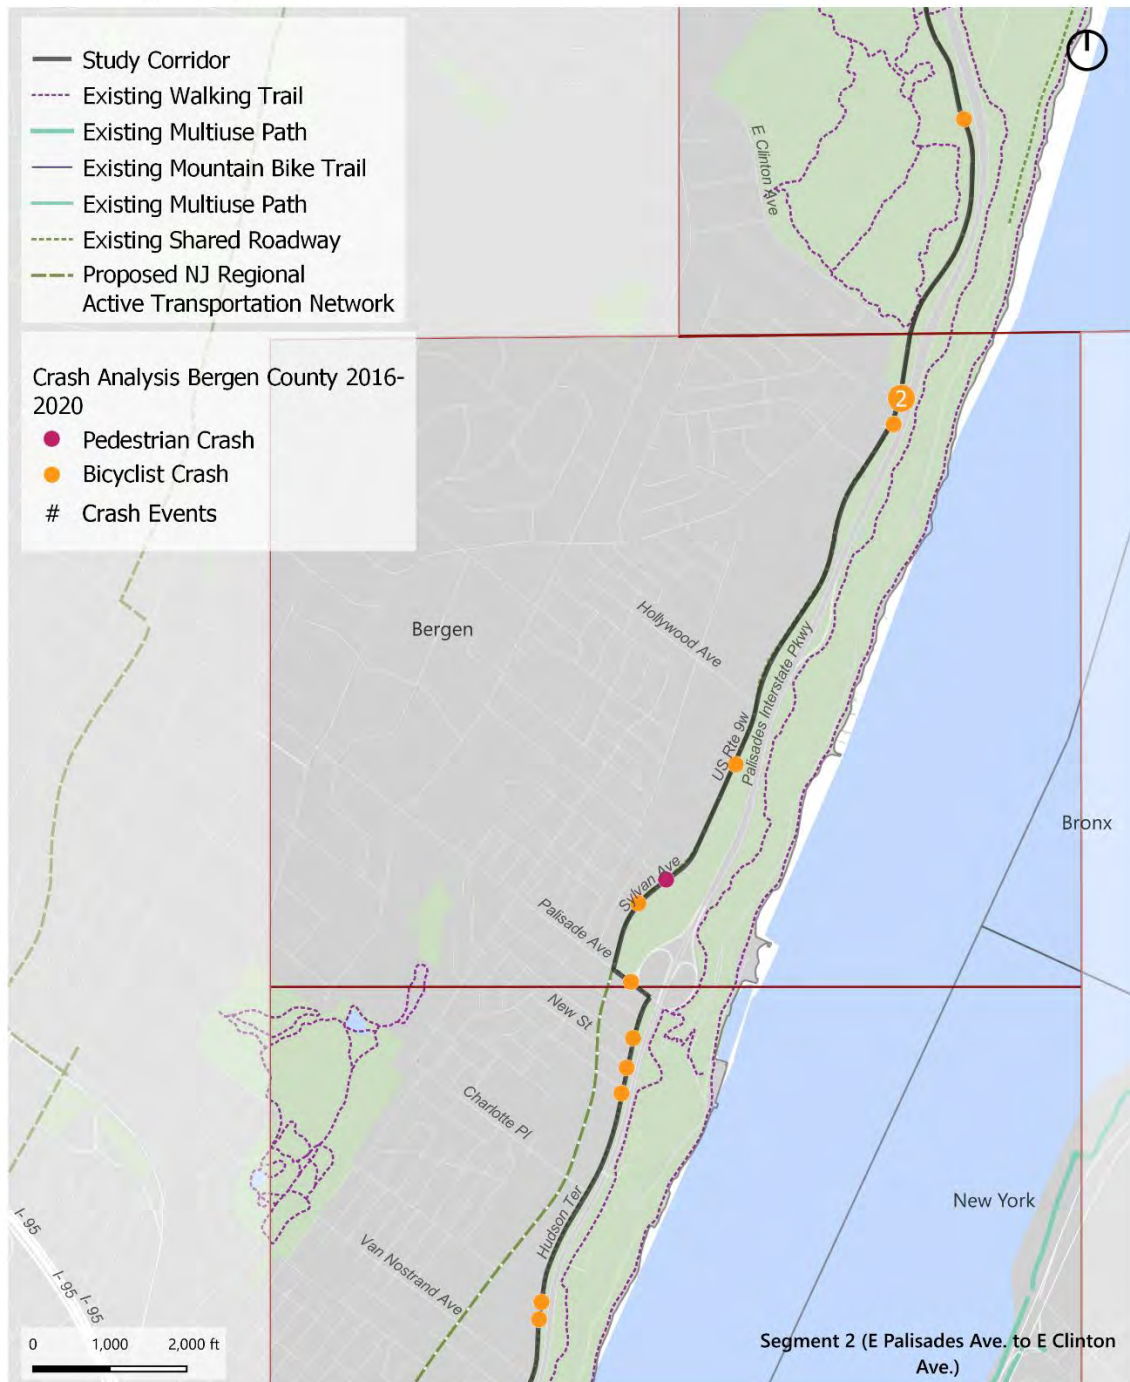 Study Corridor
Existing Walking Trail
Existing Multiuse Path
Existing Mountain Bike Trail
Existing Multiuse Path
Existing Shared Roadway
Proposed NJ Regional
Active Transportation Network
Crash Analysis Bergen County 2016-
2020
Pedestrian Crash
Bicyclist Crash
# Crash Events
E Clinton Ave
2
Bergen
Hollywood Ave
US Rte 9w
Palisades Interstate Pkwy
Bronx
Sylvan Ave
Palisade Ave
New St
Charlotte Pl
New York
Hudson Ter
Van Nostrand Ave
I- 95
I- 95
I- 95
0 1,000 2,000 ft
Segment 2 (E Palisades Ave. to E Clinton
Ave.)